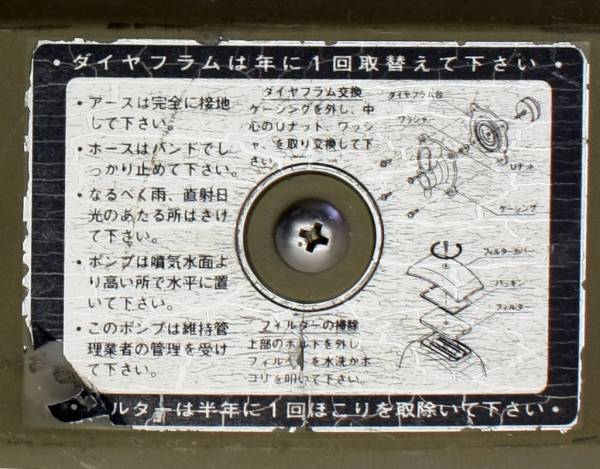 ・ダイヤフラムは年に1回取替えて下さい・
・アースは完全に接地
して下さい。
・ホースはバンドでし
っかり止めて下さい。
・なるべく雨、直射日
光のあたる所はさけ
て下さい。
・ポンプは噴気水面よ
り高い所で水平に置
いて下さい。
・このポンプは維持管
理業者の管理を受け
て下さい。
ダイヤフラム交換
ケーシングを外し、中
心のUナット、ワッシ
ャ、を取り交換して下
さい。
フィルターの掃除
上部のボルトを外し、
フィルタ を水洗かホ
コリを叩いて下さい。
ダイヤフラム台
ワッシャ
Uナット
ケーシング
フィルターカバー
パッキン
フィルタ
ルターは半年に1回ほこりを取除いて下さい・